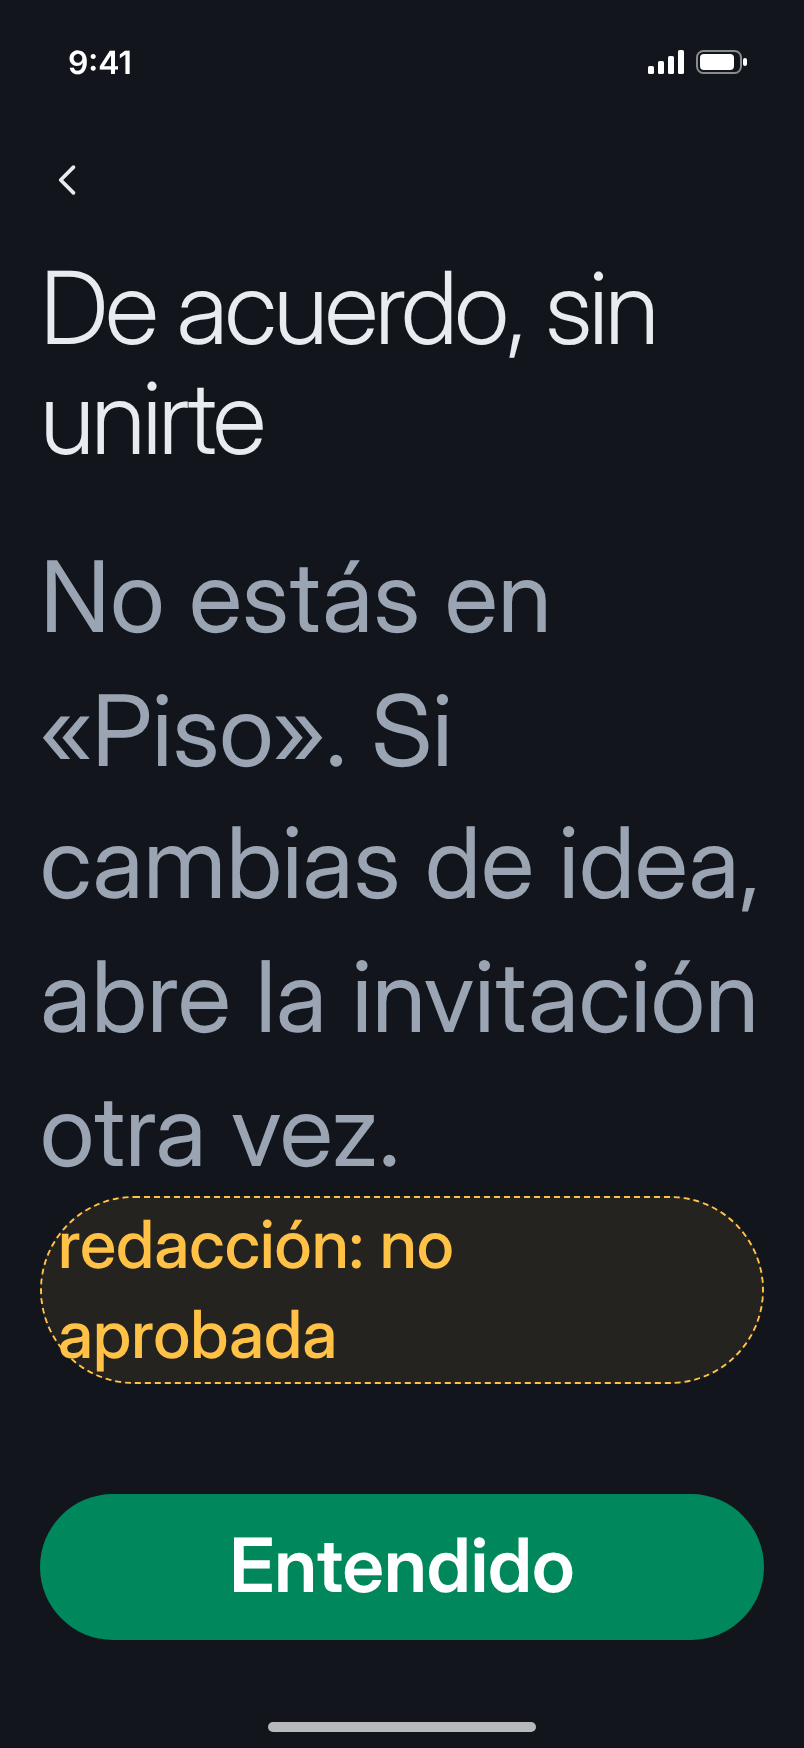 9:41
De acuerdo, sin
unirte
No estás en
«Piso». Si
cambias de idea,
abre la invitación
otra vez.
redacción: no
aprobada
Entendido